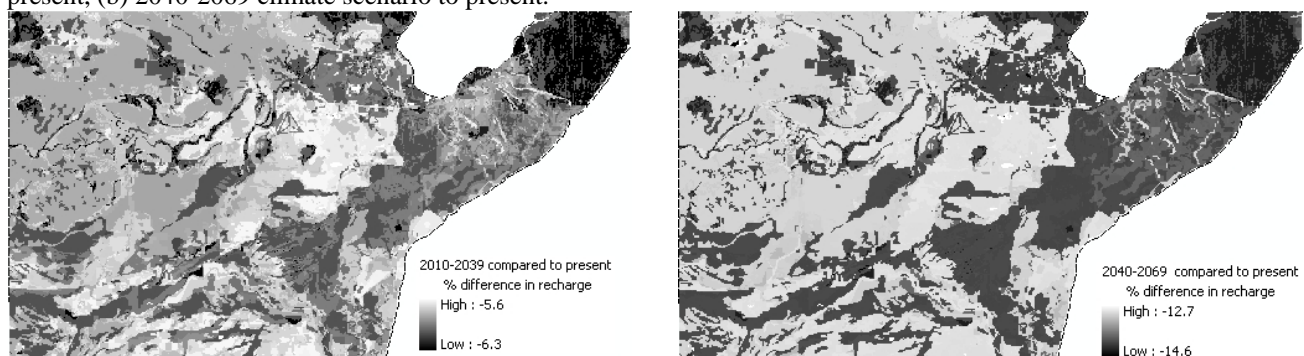 present; (b) 2040-2069 climate scenario to present.
2010-2039 compared to present
% difference in recharge
High : -5.6
Low : -6.3
2040-2069 compared to present
% difference in recharge
High : -12.7
Low : -14.6